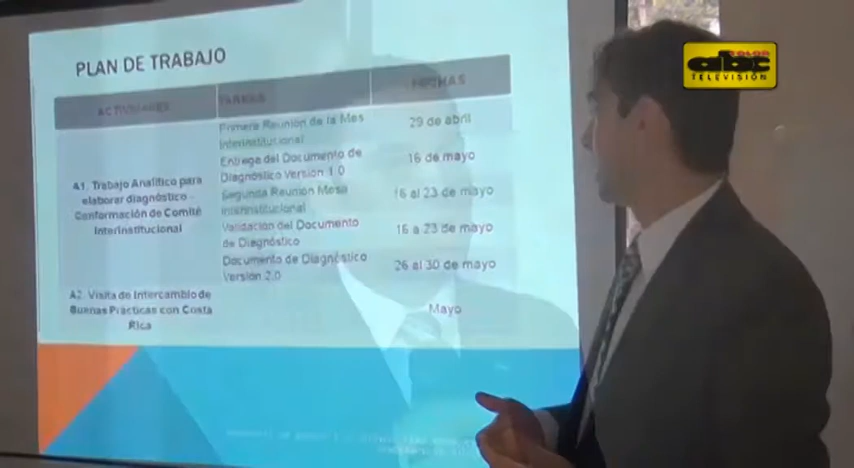 PLAN DE TRABAJO
ACTIVIDADES TAREAS FECHAS
Primera Reunión de la Mes
Interinstitucional
29 de abril
Entrega del Documento de
Diagnóstico Versión 1.0
16 de mayo
A1. Trabajo Analítico para
elaborar diagnóstico
Conformación de Comité
Interinstitucional
Segunda Reunión Mesa
Interinstitucional
16 al 23 de mayo
Validación del Documento
de Diagnóstico
16 a 23 de mayo
Documento de Diagnóstico
Versión 2.0
26 al 30 de mayo
A2. Visita de Intercambio de
Buenas Prácticas con Costa
Rica
Mayo
COLOR
abc
TELEVISIÓN